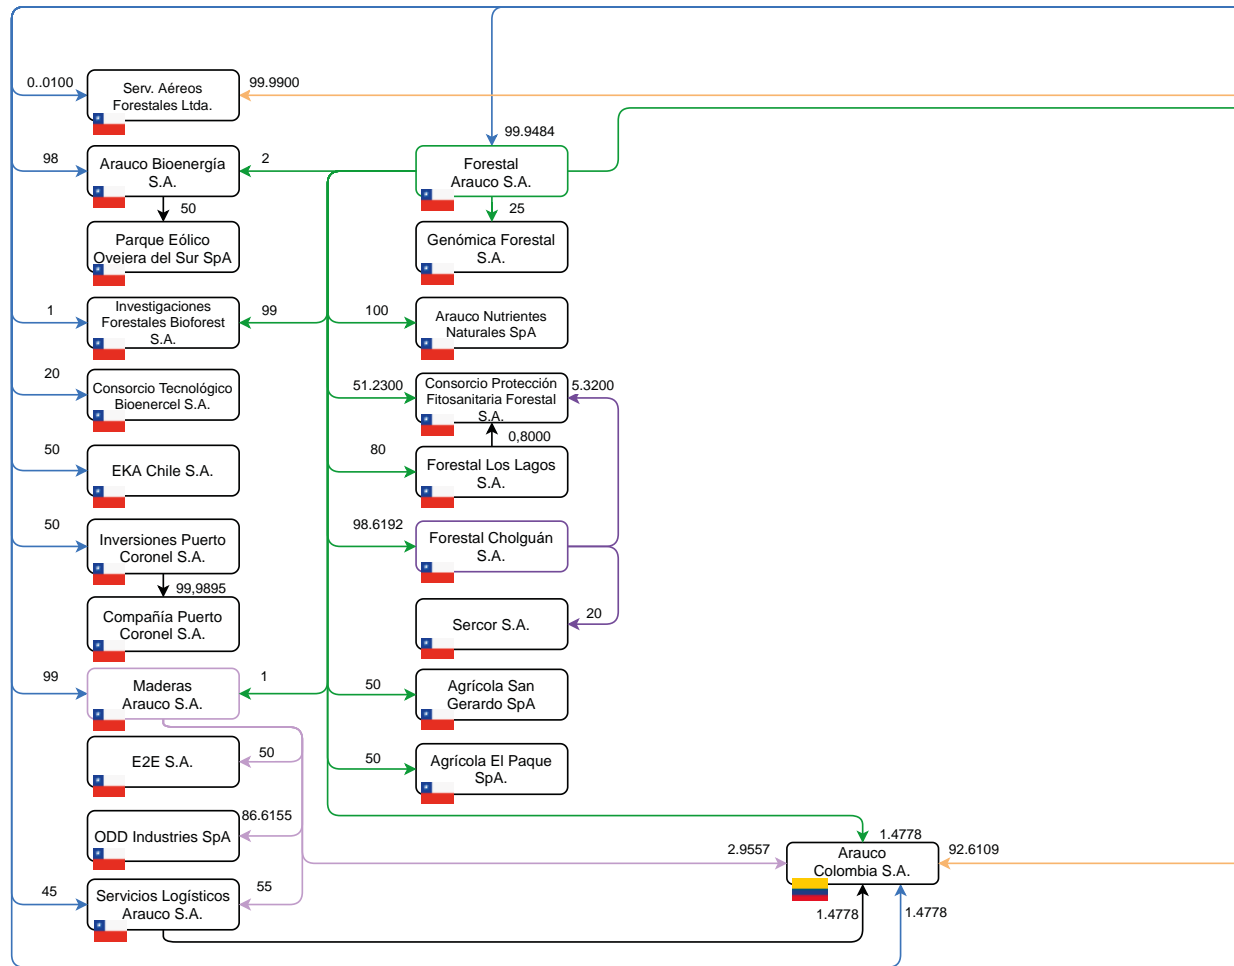 0..0100
Serv. Aéreos
Forestales Ltda.
99.9900
99.9484
98
Arauco Bioenergía
S.A.
2
Forestal
Arauco S.A.
50
25
Parque Eólico
Ovejera del Sur SpA
Genómica Forestal
S.A.
1
Investigaciones
Forestales Bioforest
S.A.
99
100
Arauco Nutrientes
Naturales SpA
20
Consorcio Tecnológico
Bioenercel S.A.
51.2300
Consorcio Protección
Fitosanitaria Forestal
S.A.
5.3200
0,8000
50
EKA Chile S.A.
80
Forestal Los Lagos
S.A.
50
Inversiones Puerto
Coronel S.A.
98.6192
Forestal Cholguán
S.A.
99,9895
Compañía Puerto
Coronel S.A.
Sercor S.A.
20
99
Maderas
Arauco S.A.
1
50
Agrícola San
Gerardo SpA
E2E S.A.
50
50
Agrícola El Paque
SpA.
ODD Industries SpA
86.6155
1.4778
2.9557
Arauco
Colombia S.A.
92.6109
45
Servicios Logísticos
Arauco S.A.
55
1.4778
1.4778